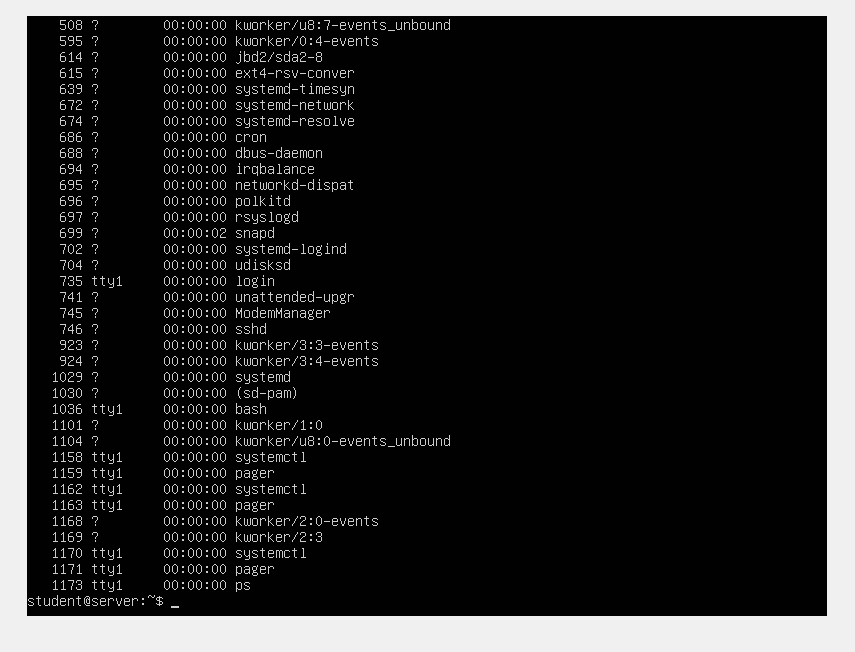 508 ? 00:00:00 kworker/u8:7-events_unbound
595 ? 00:00:00 kworker/0:4-events
614 ? 00:00:00 jbd2/sda2-8
615 ? 00:00:00 ext4-rsv-conver
639 ? 00:00:00 systemd-timesyn
672 ? 00:00:00 systemd-network
674 ? 00:00:00 systemd-resolve
686 ? 00:00:00 cron
688 ? 00:00:00 dbus-daemon
694 ? 00:00:00 irqbalance
695 ? 00:00:00 networkd-dispat
696 ? 00:00:00 polkitd
697 ? 00:00:00 rsyslogd
699 ? 00:00:02 snapd
702 ? 00:00:00 systemd-logind
704 ? 00:00:00 udisksd
735 tty1 00:00:00 login
741 ? 00:00:00 unattended-upgr
745 ? 00:00:00 ModemManager
746 ? 00:00:00 sshd
923 ? 00:00:00 kworker/3:3-events
924 ? 00:00:00 kworker/3:4-events
1029 ? 00:00:00 systemd
1030 ? 00:00:00 (sd-pam)
1036 tty1 00:00:00 bash
1101 ? 00:00:00 kworker/1:0
1104 ? 00:00:00 kworker/u8:0-events_unbound
1158 tty1 00:00:00 systemctl
1159 tty1 00:00:00 pager
1162 tty1 00:00:00 systemctl
1163 tty1 00:00:00 pager
1168 ? 00:00:00 kworker/2:0-events
1169 ? 00:00:00 kworker/2:3
1170 tty1 00:00:00 systemctl
1171 tty1 00:00:00 pager
1173 tty1 00:00:00 ps
student@server:~$ _